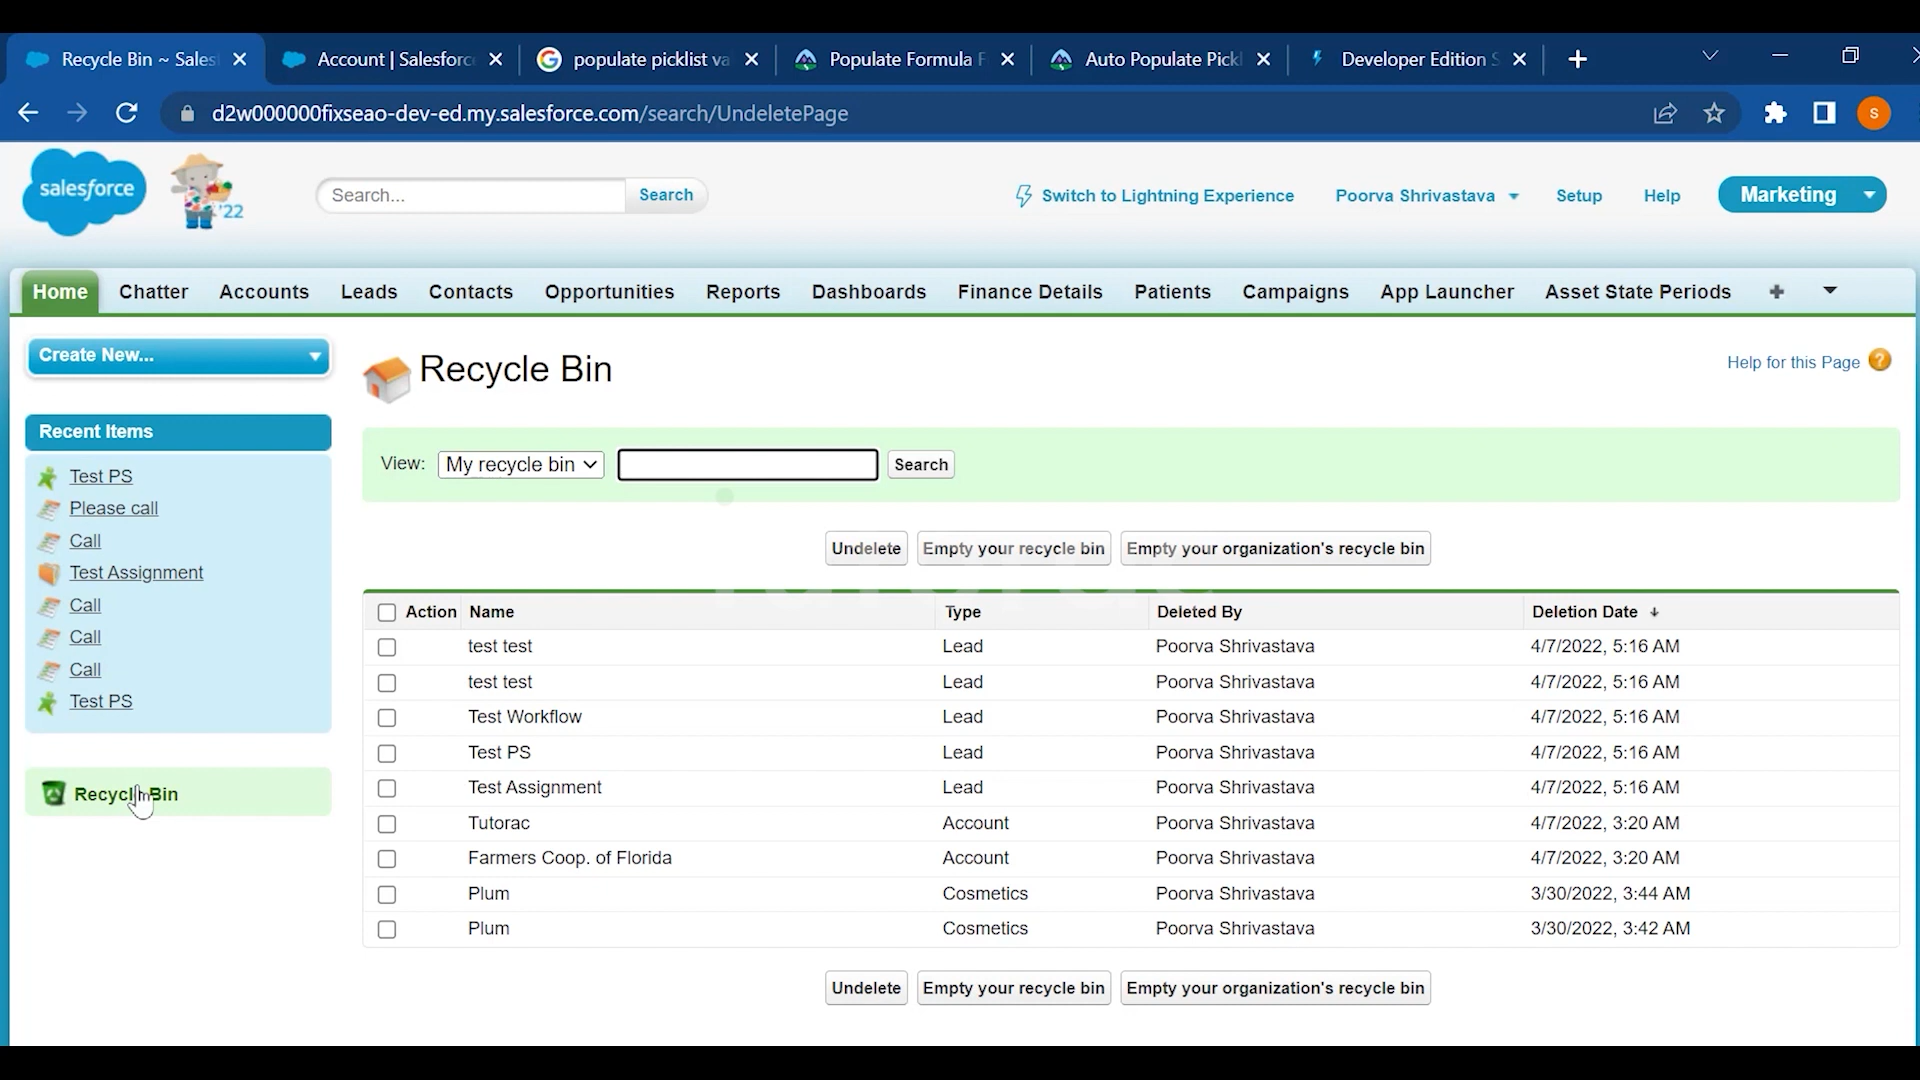 Recycle Bin ~ Sales
Account | Salesforc
populate picklist va
Populate Formula F
Auto Populate Pickl
Developer Edition S
d2w000000fixseao-dev-ed.my.salesforce.com/search/UndeletePage
S
salesforce
'22
Search...
Search
Switch to Lightning Experience
Poorva Shrivastava
Setup
Help
Marketing
Home
Chatter
Accounts
Leads
Contacts
Opportunities
Reports
Dashboards
Finance Details
Patients
Campaigns
App Launcher
Asset State Periods
Create New...
Recent Items
Test PS
Please call
Call
Test Assignment
Call
Call
Call
Test PS
Recycle Bin
Recycle Bin
Help for this Page
View: My recycle bin
Search
Undelete
Empty your recycle bin
Empty your organization's recycle bin
Action Name Type Deleted By Deletion Date
test test Lead Poorva Shrivastava 4/7/2022, 5:16 AM
test test Lead Poorva Shrivastava 4/7/2022, 5:16 AM
Test Workflow Lead Poorva Shrivastava 4/7/2022, 5:16 AM
Test PS Lead Poorva Shrivastava 4/7/2022, 5:16 AM
Test Assignment Lead Poorva Shrivastava 4/7/2022, 5:16 AM
Tutorac Account Poorva Shrivastava 4/7/2022, 3:20 AM
Farmers Coop. of Florida Account Poorva Shrivastava 4/7/2022, 3:20 AM
Plum Cosmetics Poorva Shrivastava 3/30/2022, 3:44 AM
Plum Cosmetics Poorva Shrivastava 3/30/2022, 3:42 AM
Undelete
Empty your recycle bin
Empty your organization's recycle bin